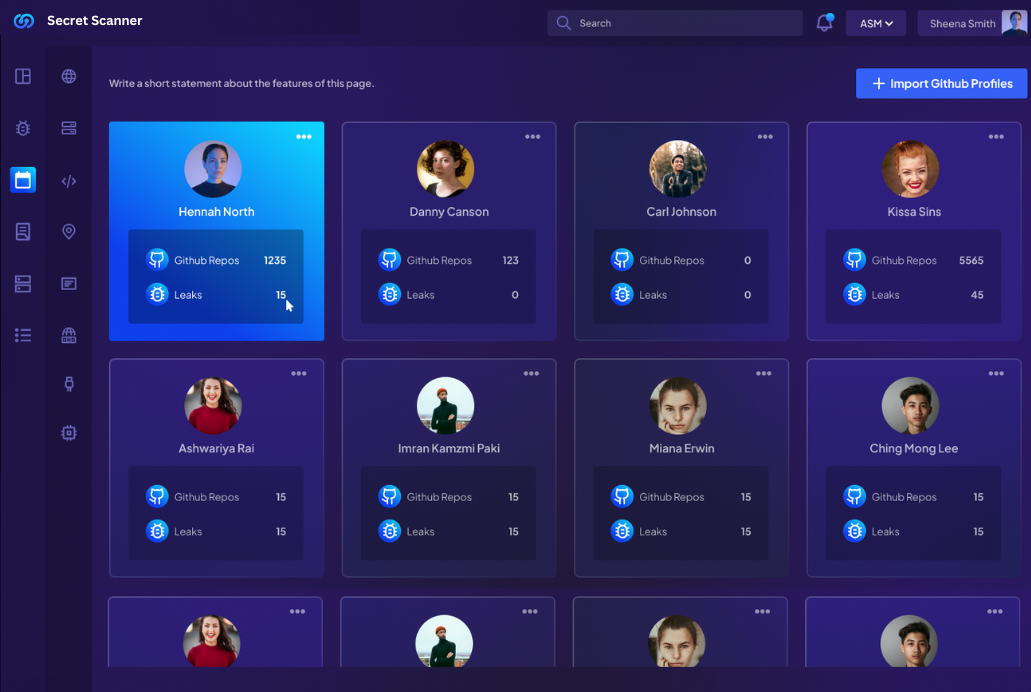 Secret Scanner
Search
ASM
Sheena Smith
Write a short statement about the features of this page.
+ Import Github Profiles
Hennah North
Github Repos 1235
Leaks 15
Danny Canson
Github Repos 123
Leaks 0
Carl Johnson
Github Repos 0
Leaks 0
Kissa Sins
Github Repos 5565
Leaks 45
Ashwariya Rai
Github Repos 15
Leaks 15
Imran Kamzmi Paki
Github Repos 15
Leaks 15
Miana Erwin
Github Repos 15
Leaks 15
Ching Mong Lee
Github Repos 15
Leaks 15